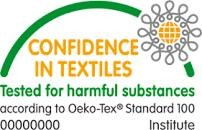 CONFIDENCE
IN TEXTILES
Tested for harmful substances
according to Oeko-Tex® Standard 100
00000000 Institute